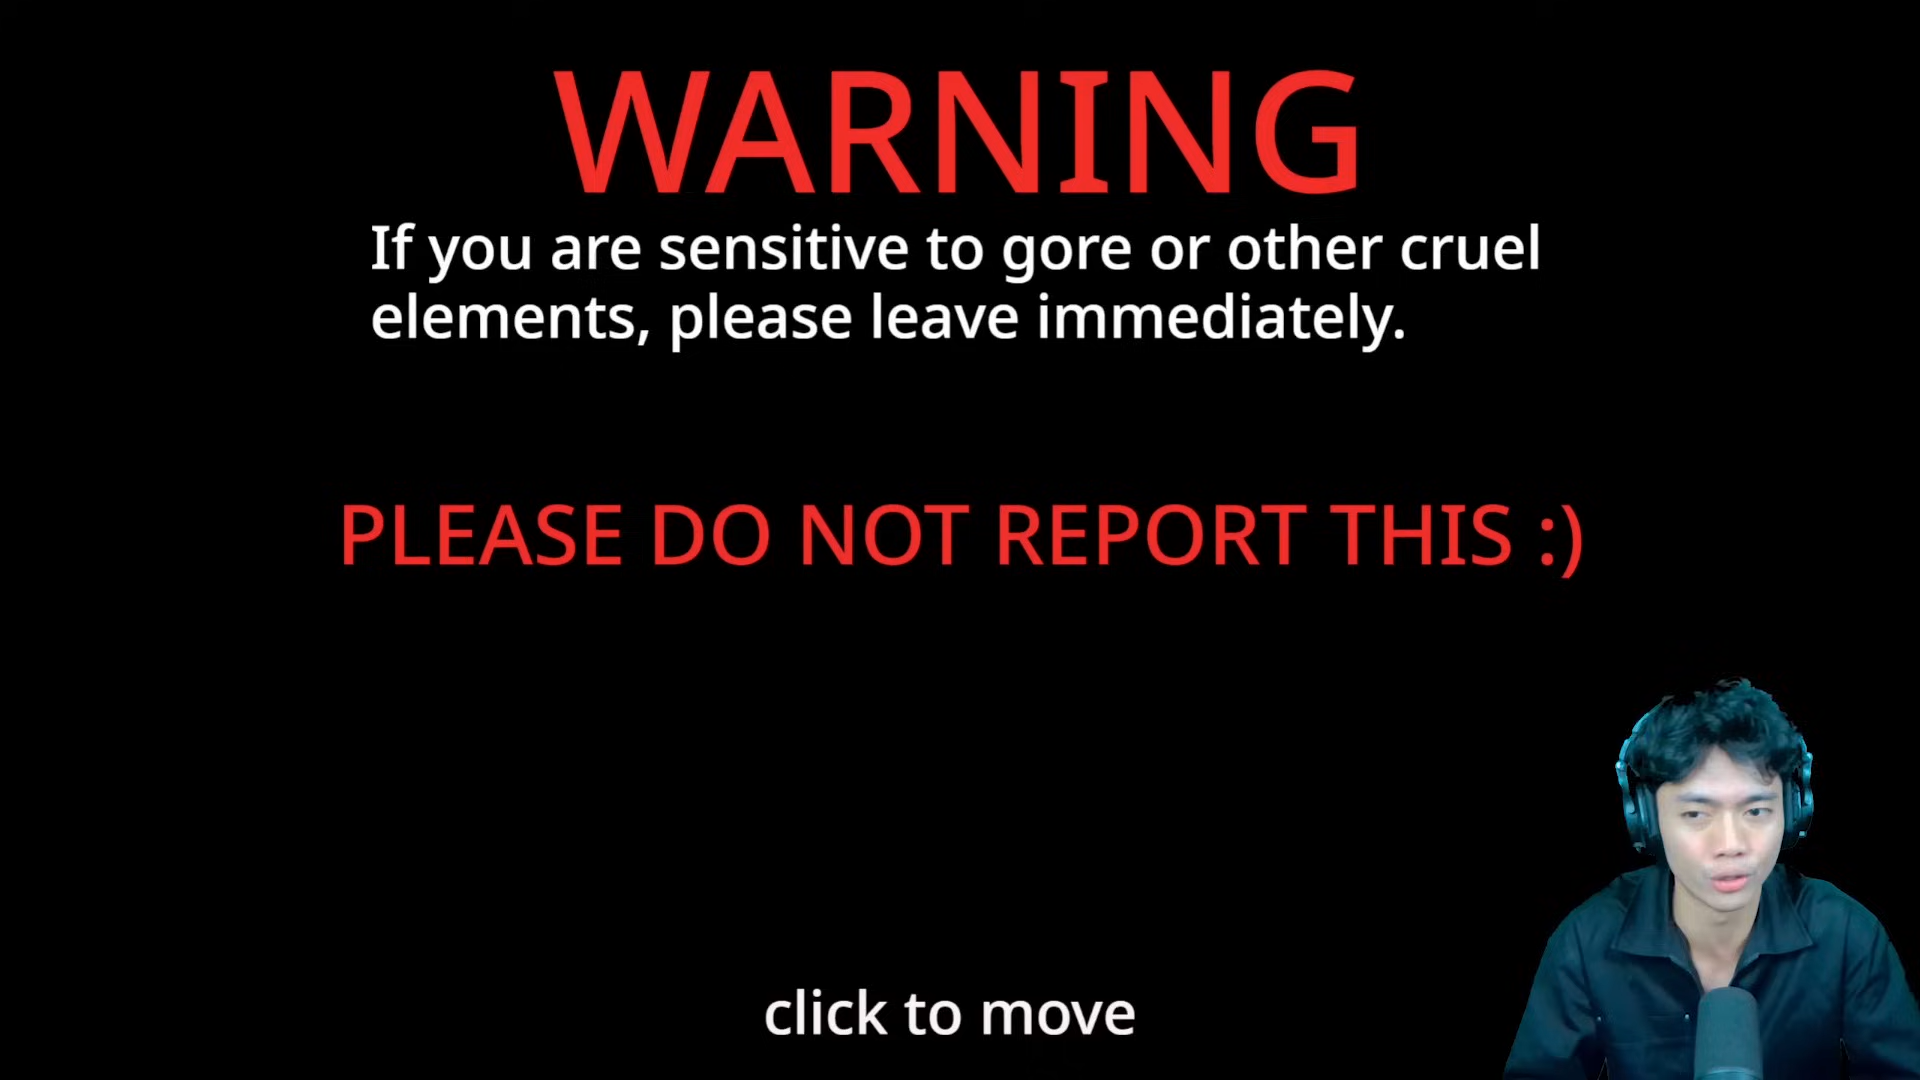 WARNING
If you are sensitive to gore or other cruel
elements, please leave immediately.
PLEASE DO NOT REPORT THIS :)
click to move